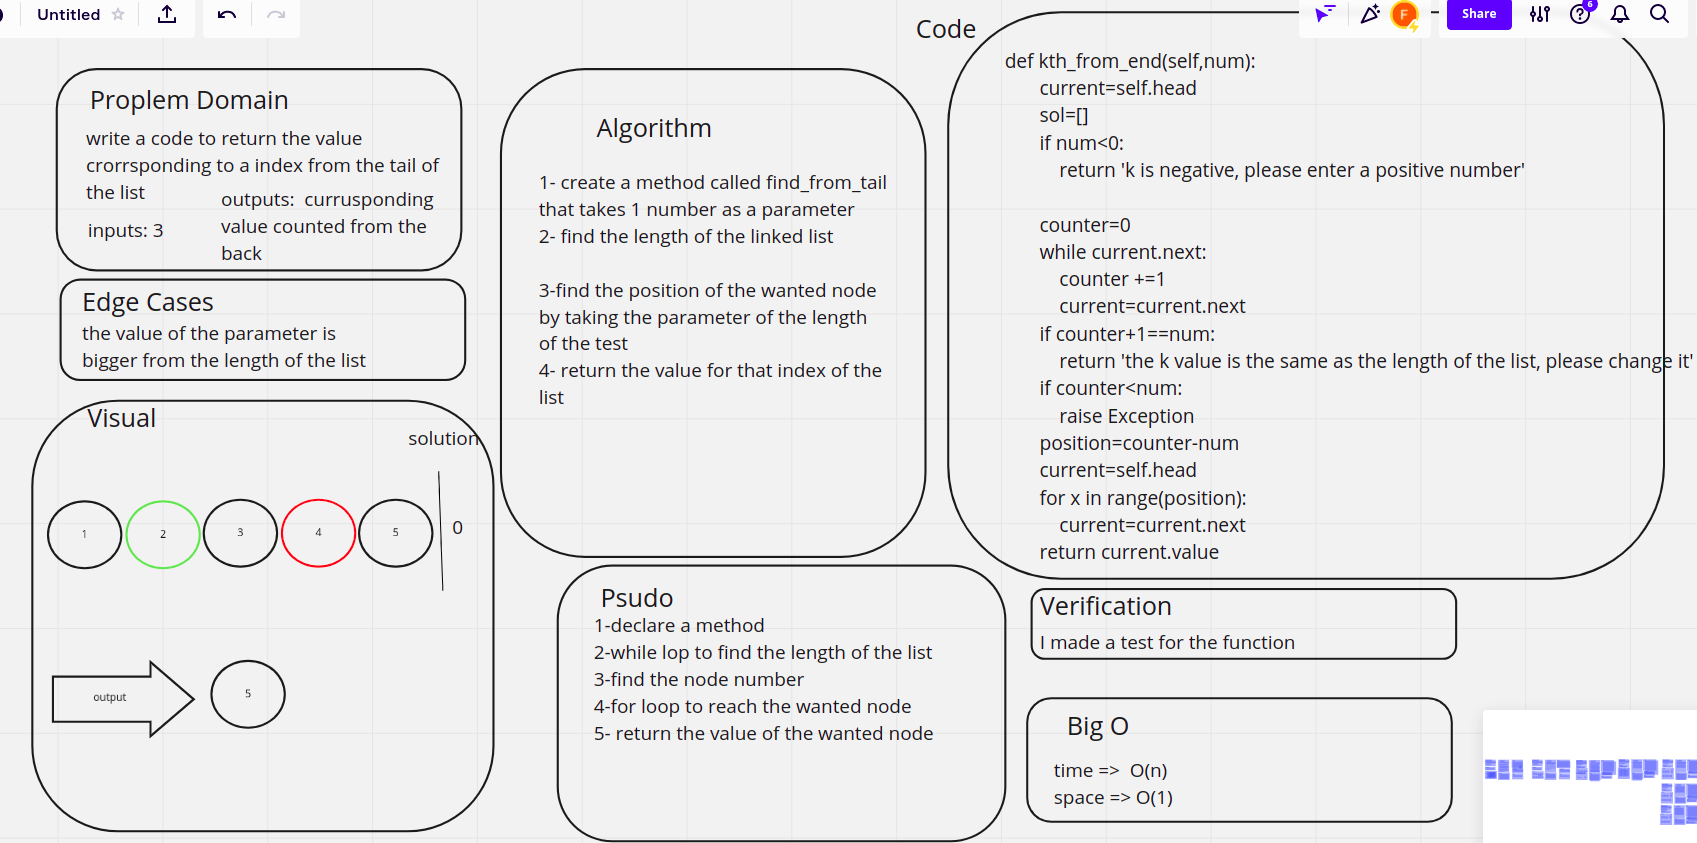 Untitled
F
Share
6
Code
Proplem Domain
write a code to return the value
crorrsponding to a index from the tail of
the list
inputs: 3
outputs:  currusponding
value counted from the
back
Edge Cases
the value of the parameter is
bigger from the length of the list
Visual
solution
1
2
3
4
5
0
output
5
Algorithm
1- create a method called find_from_tail
that takes 1 number as a parameter
2- find the length of the linked list
3-find the position of the wanted node
by taking the parameter of the length
of the test
4- return the value for that index of the
list
Psudo
1-declare a method
2-while lop to find the length of the list
3-find the node number
4-for loop to reach the wanted node
5- return the value of the wanted node
def kth_from_end(self,num):
current=self.head
sol=[]
if num<0:
return 'k is negative, please enter a positive number'
counter=0
while current.next:
counter +=1
current=current.next
if counter+1==num:
return 'the k value is the same as the length of the list, please change it'
if counter<num:
raise Exception
position=counter-num
current=self.head
for x in range(position):
current=current.next
return current.value
Verification
I made a test for the function
Big O
time =>  O(n)
space => O(1)